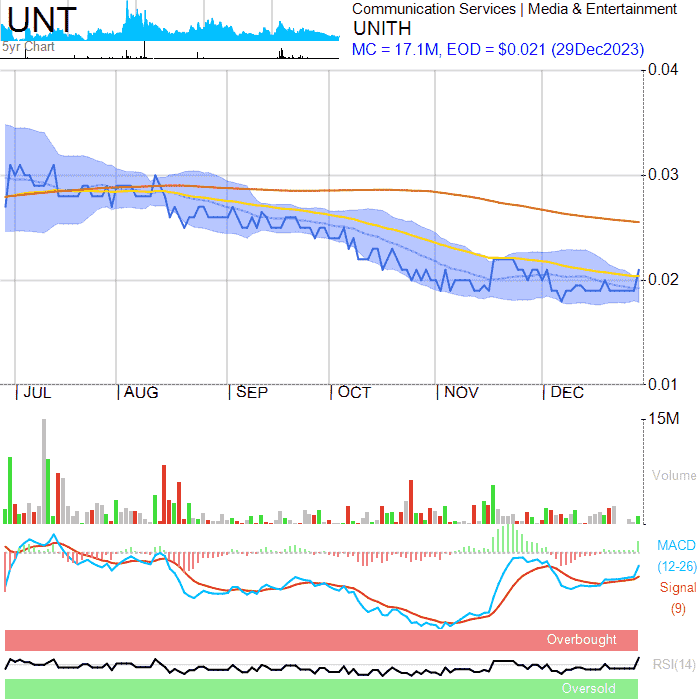 UNT
5yr Chart
Communication Services | Media & Entertainment
UNITH
MC = 17.1M, EOD = $0.021 (29Dec2023)
0.04
0.03
0.02
0.01
JUL
AUG
SEP
OCT
NOV
DEC
15M
Volume
MACD
(12-26)
Signal
(9)
Overbought
RSI(14)
Oversold